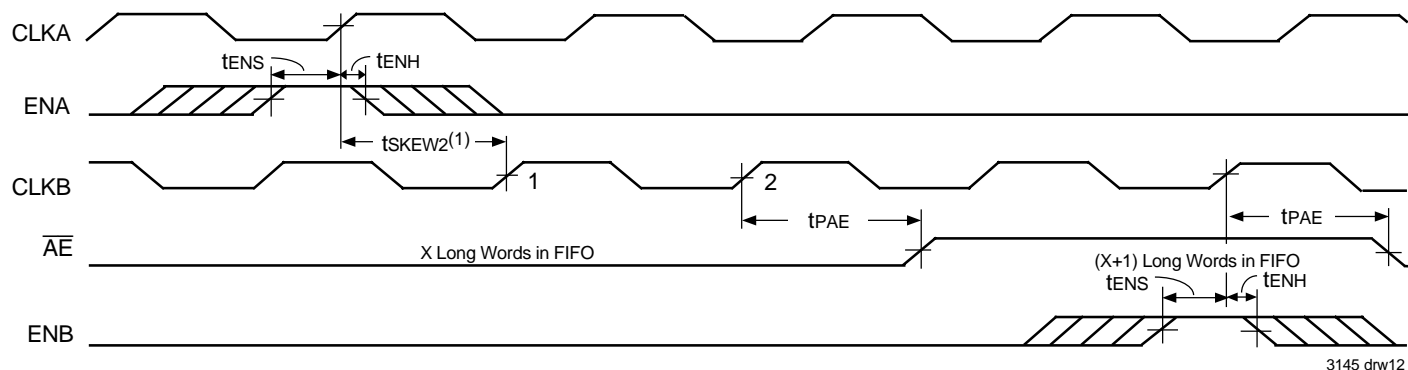 CLKA
tENS
tENH
ENA
tSKEW2(1)
CLKB
1
2
tPAE
tPAE
AE
X Long Words in FIFO
(X+1) Long Words in FIFO
tENS
tENH
ENB
3145 drw12